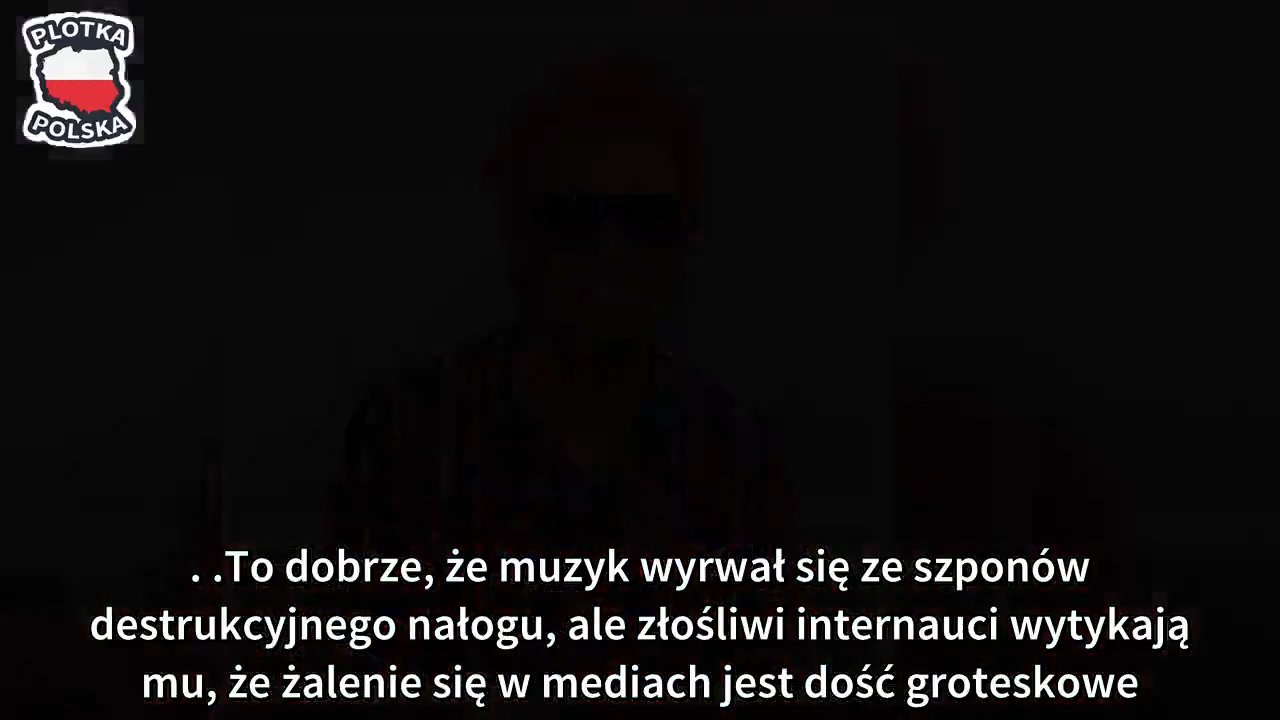 PLOTKA
POLSKA
. .To dobrze, że muzyk wyrwał się ze szponów
destrukcyjnego nałogu, ale złośliwi internauci wytykają
mu, że żalenie się w mediach jest dość groteskowe